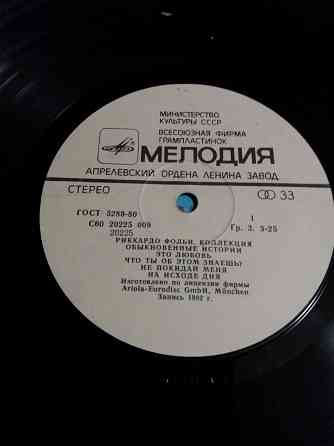 МИНИСТЕРСТВО
КУЛЬТУРЫ СССР
ВСЕСОЮЗНАЯ ФИРМА
ГРАМПЛАСТИНОК
МЕЛОДИЯ
АПРЕЛЕВСКИЙ ОРДЕНА ЛЕНИНА ЗАВОД
СТЕРЕО 33
ГОСТ 5289-80 1
С60 20225 009 Гр. 3. 3-25
20225
РИККАРДО ФОЛЬИ. КОЛЛЕКЦИЯ
ОБЫКНОВЕННЫЕ ИСТОРИИ
ЭТО ЛЮБОВЬ
ЧТО ТЫ ОБ ЭТОМ ЗНАЕШЬ?
НЕ ПОКИДАЙ МЕНЯ
НА ИСХОДЕ ДНЯ
Изготовлено по лицензии фирмы
Ariola-Eurodisc GmbH, München
Запись 1982 г.